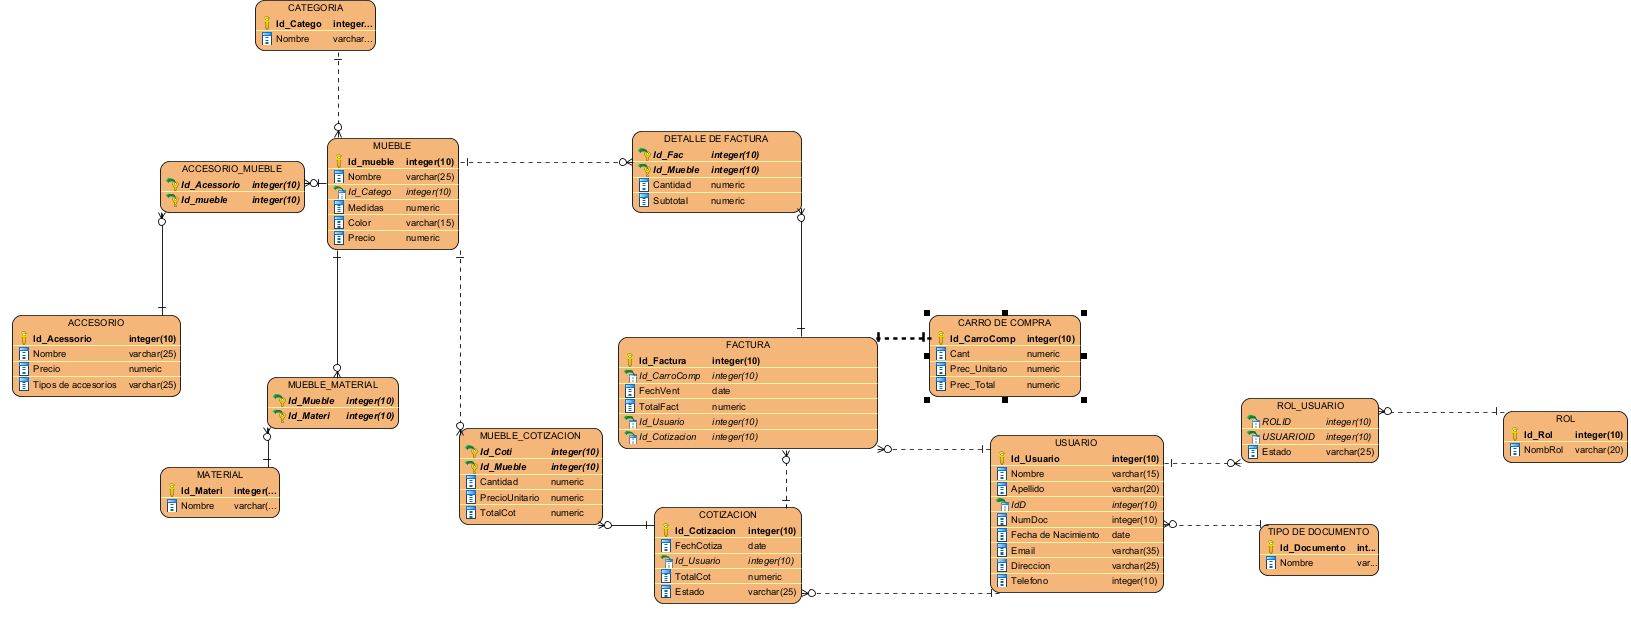 CATEGORIA
Id_Catego integer...
Nombre varchar...
MUEBLE
Id_mueble integer(10)
Nombre varchar(25)
Id_Catego integer(10)
Medidas numeric
Color varchar(15)
Precio numeric
DETALLE DE FACTURA
Id_Fac integer(10)
Id_Mueble integer(10)
Cantidad numeric
Subtotal numeric
ACCESORIO_MUEBLE
Id_Acessorio integer(10)
Id_mueble integer(10)
ACCESORIO
Id_Acessorio integer(10)
Nombre varchar(25)
Precio numeric
Tipos de accesorios varchar(25)
MUEBLE_MATERIAL
Id_Mueble integer(10)
Id_Materi integer(10)
MATERIAL
Id_Materi integer(...
Nombre varchar(...
MUEBLE_COTIZACION
Id_Coti integer(10)
Id_Mueble integer(10)
Cantidad numeric
PrecioUnitario numeric
TotalCot numeric
FACTURA
Id_Factura integer(10)
Id_CarroComp integer(10)
FechVent date
TotalFact numeric
Id_Usuario integer(10)
Id_Cotizacion integer(10)
CARRO DE COMPRA
Id_CarroComp integer(10)
Cant numeric
Prec_Unitario numeric
Prec_Total numeric
COTIZACION
Id_Cotizacion integer(10)
FechCotiza date
Id_Usuario integer(10)
TotalCot numeric
Estado varchar(25)
USUARIO
Id_Usuario integer(10)
Nombre varchar(15)
Apellido varchar(20)
IdD integer(10)
NumDoc integer(10)
Fecha de Nacimiento date
Email varchar(35)
Direccion varchar(25)
Telefono integer(10)
ROL_USUARIO
ROLID integer(10)
USUARIOID integer(10)
Estado varchar(25)
ROL
Id_Rol integer(10)
NombRol varchar(20)
TIPO DE DOCUMENTO
Id_Documento int...
Nombre var...